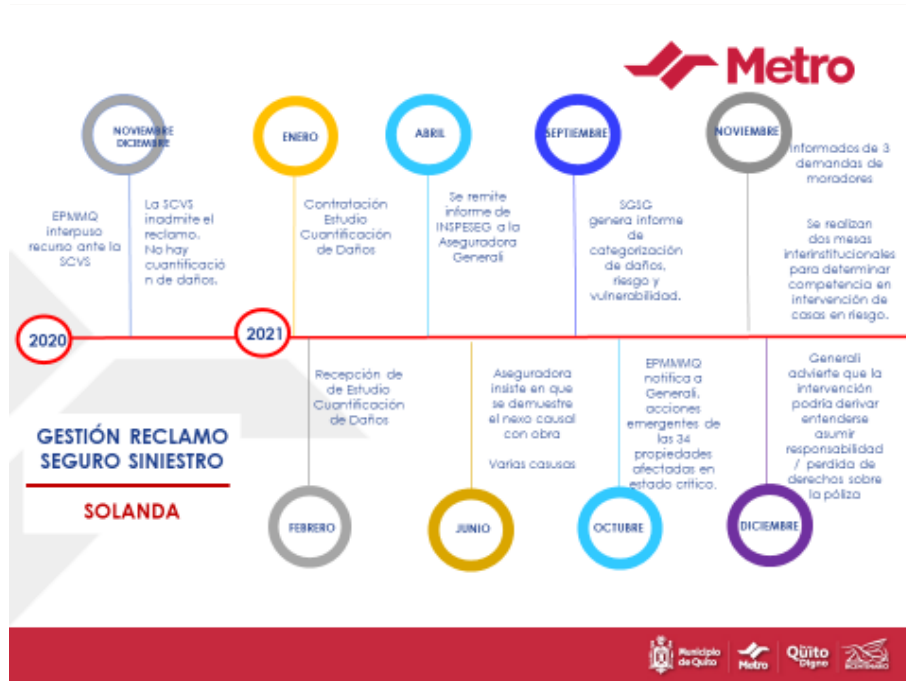 Metro
NOVIEMBRE
DICIEMBRE
EPMMQ
interpuso
recurso ante la
SCVS
La SCVS
inadmite el
reclamo.
No hay
cuantificació
n de daños.
ENERO
Contratación
Estudio
Cuantificación
de Daños
ABRIL
Se remite
informe de
INSPESEG a la
Aseguradora
Generali
SEPTIEMBRE
SGSG
genera informe
de
categorización
de daños,
riesgo y
vulnerabilidad.
NOVIEMBRE
Informados de 3
demandas de
moradores
Se realizan
dos mesas
interinstitucionales
para determinar
competencia en
intervención de
casas en riesgo.
2020
2021
GESTIÓN RECLAMO
SEGURO SINIESTRO
SOLANDA
Recepción de
de Estudio
Cuantificación
de Daños
FEBRERO
Aseguradora
insiste en que
se demuestre
el nexo causal
con obra
Varias casusas
JUNIO
EPMMMQ
notifica a
Generali,
acciones
emergentes de
las 34
propiedades
afectadas en
estado crítico.
OCTUBRE
Generali
advierte que la
intervención
podría derivar
entenderse
asumir
responsabilidad
/ perdida de
derechos sobre
la póliza
DICIEMBRE
Municipio
de Quito
Metro
Quito
Digno
BICENTENARIO